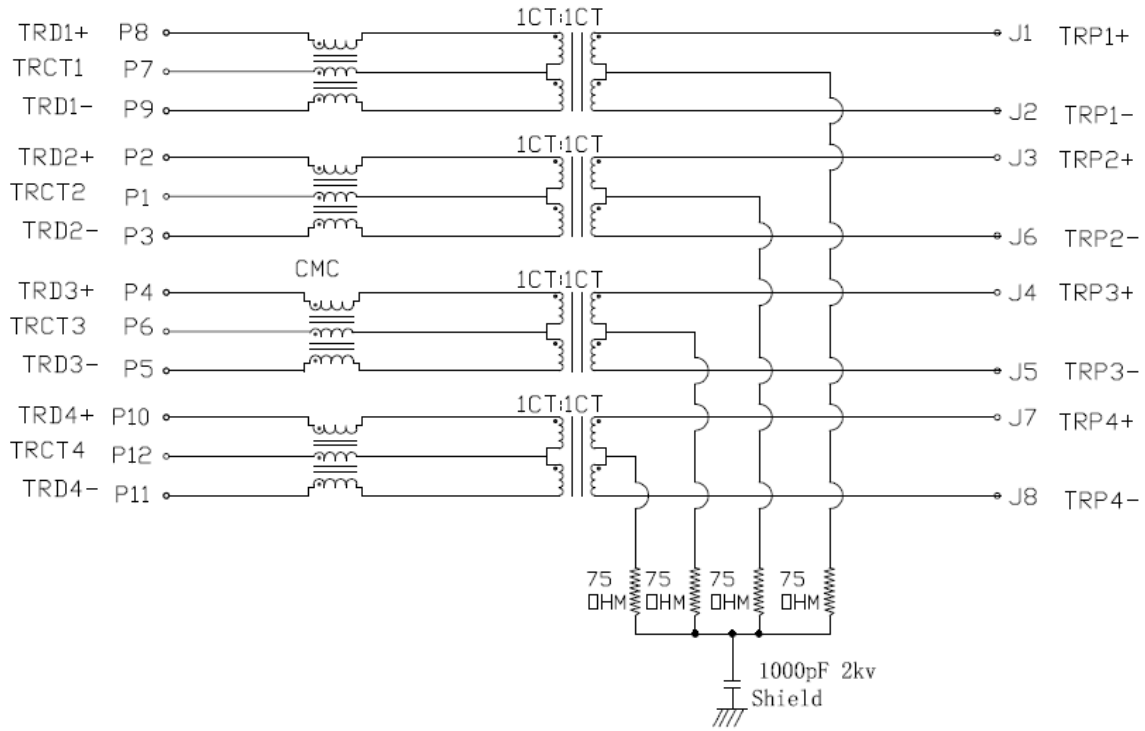 1CT:1CT
TRD1+ P8 J1 TRP1+
TRCT1 P7
TRD1- P9 J2 TRP1-
1CT:1CT
TRD2+ P2 J3 TRP2+
TRCT2 P1
TRD2- P3 J6 TRP2-
CMC 1CT:1CT
TRD3+ P4 J4 TRP3+
TRCT3 P6
TRD3- P5 J5 TRP3-
1CT:1CT
TRD4+ P10 J7 TRP4+
TRCT4 P12
TRD4- P11 J8 TRP4-
75 75 75 75
OHM OHM OHM OHM
1000pF 2kv
Shield